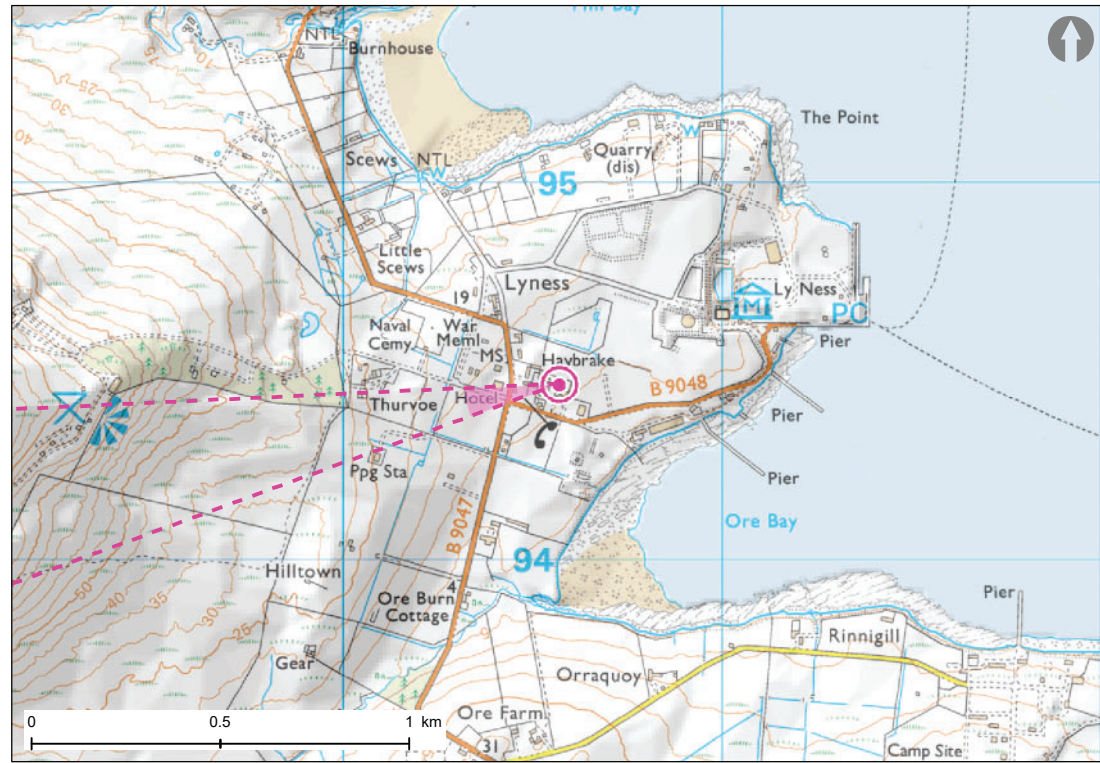 NTL
Burnhouse
The Point
Quarry
(dis)
W
Scews
NTL
W
95
Little
Scews
Lyness
Ly Ness
M
PC
19
Naval
Cemy
War
Meml
MS
Haybrake
Pier
B 9048
Hotel
Thurvoe
Pier
Ppg Sta
Pier
Ore Bay
B 9047
94
Hilltown
4
Ore Burn
Cottage
Pier
Rinnigill
Gear
Orraquoy
Ore Farm
31
Camp Site
50
40
35
30
25
0
0.5
1 km